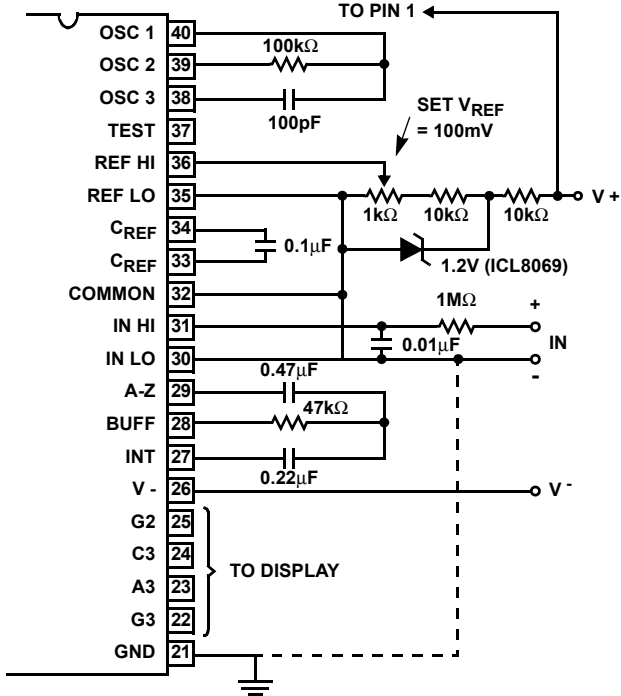 TO PIN 1
OSC 1 40
100kΩ
OSC 2 39
OSC 3 38
100pF
SET VREF
= 100mV
TEST 37
REF HI 36
REF LO 35
1kΩ 10kΩ 10kΩ
V +
CREF 34
0.1µF
CREF 33
1.2V (ICL8069)
COMMON 32
1MΩ
+
IN HI 31
0.01µF
IN
IN LO 30
-
0.47µF
A-Z 29
47kΩ
BUFF 28
INT 27
0.22µF
V - 26
V -
G2 25
C3 24
TO DISPLAY
A3 23
G3 22
GND 21